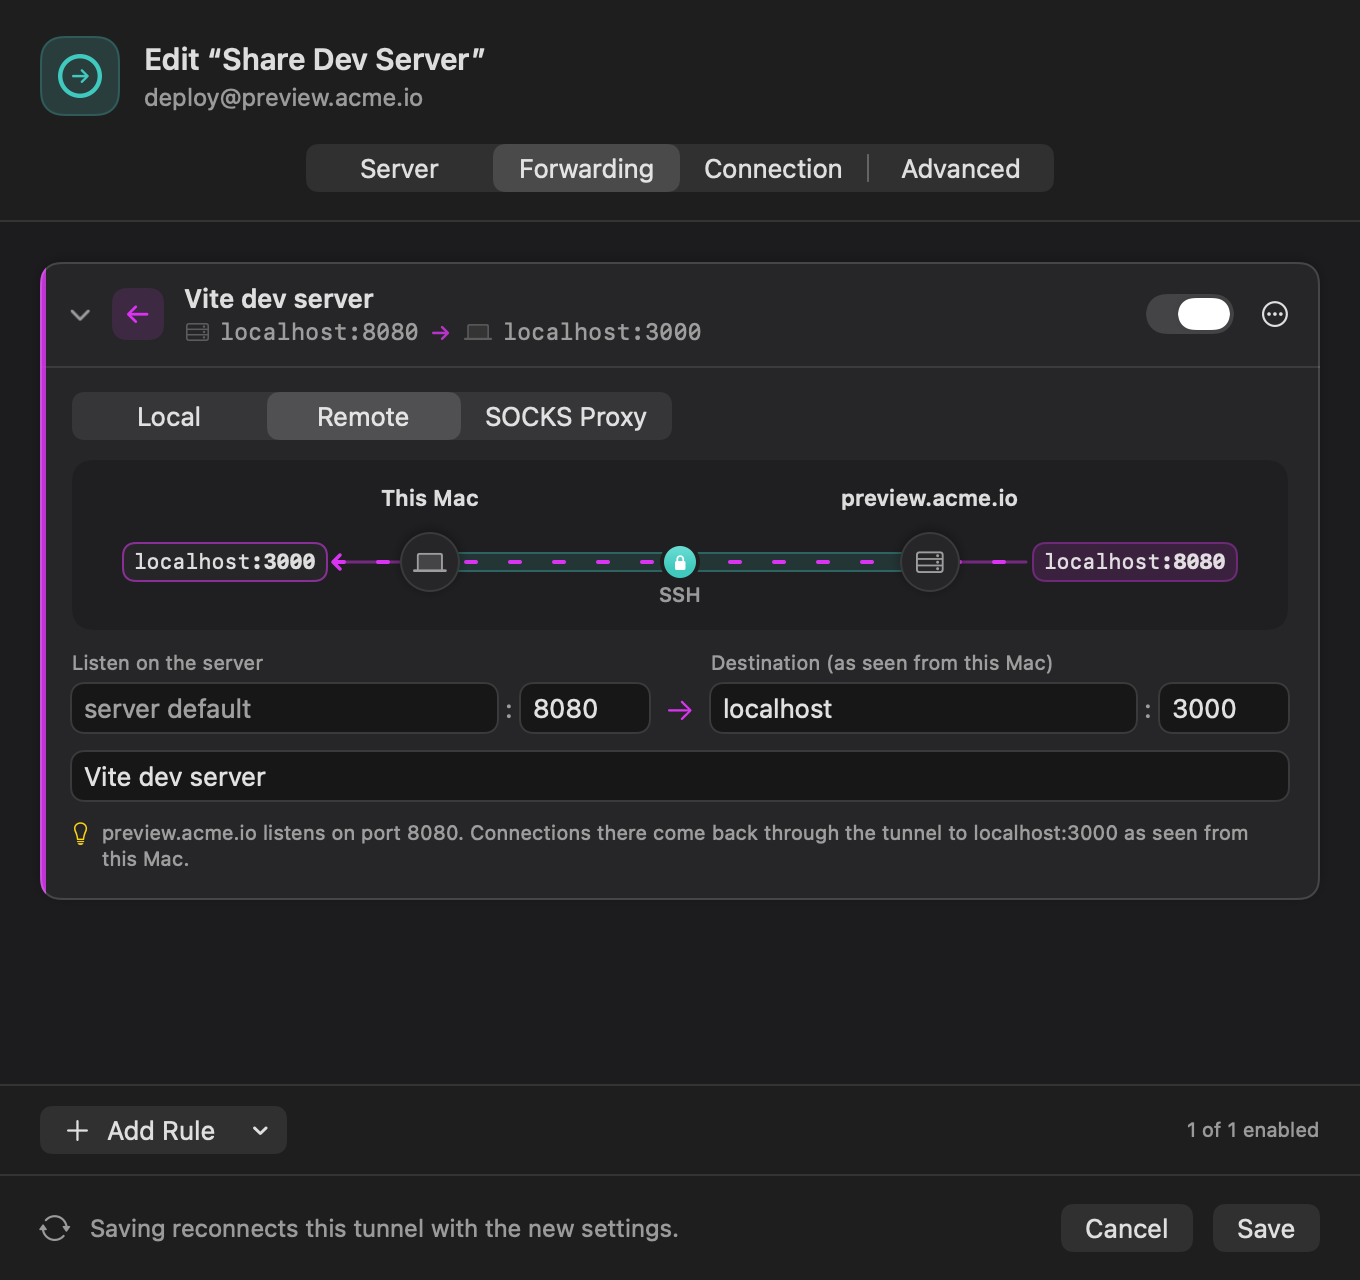 Edit “Share Dev Server”
deploy@preview.acme.io
Server Forwarding Connection Advanced
Vite dev server
localhost:8080 → localhost:3000
Local Remote SOCKS Proxy
This Mac preview.acme.io
localhost:3000 localhost:8080
SSH
Listen on the server Destination (as seen from this Mac)
server default : 8080 → localhost : 3000
Vite dev server
preview.acme.io listens on port 8080. Connections there come back through the tunnel to localhost:3000 as seen from
this Mac.
Add Rule 1 of 1 enabled
Saving reconnects this tunnel with the new settings. Cancel Save